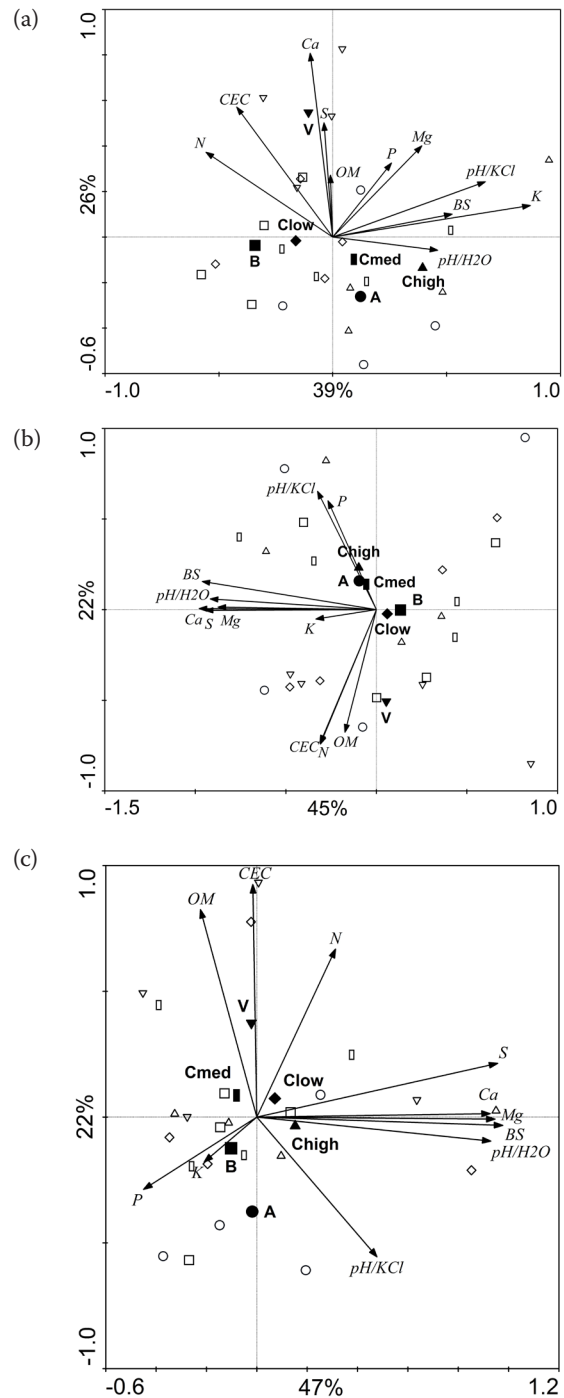 (a)
1.0
Ca
CEC
S
V
N
P
Mg
OM
pH/KCl
26%
BS
K
Clow
B
Cmed
pH/H2O
Chigh
A
-0.6
-1.0
39%
1.0
(b)
1.0
pH/KCl
P
Chigh
BS
A
Cmed
pH/H2O
B
22%
Ca
S
Mg
K
Clow
V
CEC
N
OM
-1.0
-1.5
45%
1.0
(c)
1.0
CEC
OM
N
V
S
Cmed
Clow
Ca
Mg
22%
Chigh
BS
B
pH/H2O
K
P
A
pH/KCl
-1.0
-0.6
47%
1.2